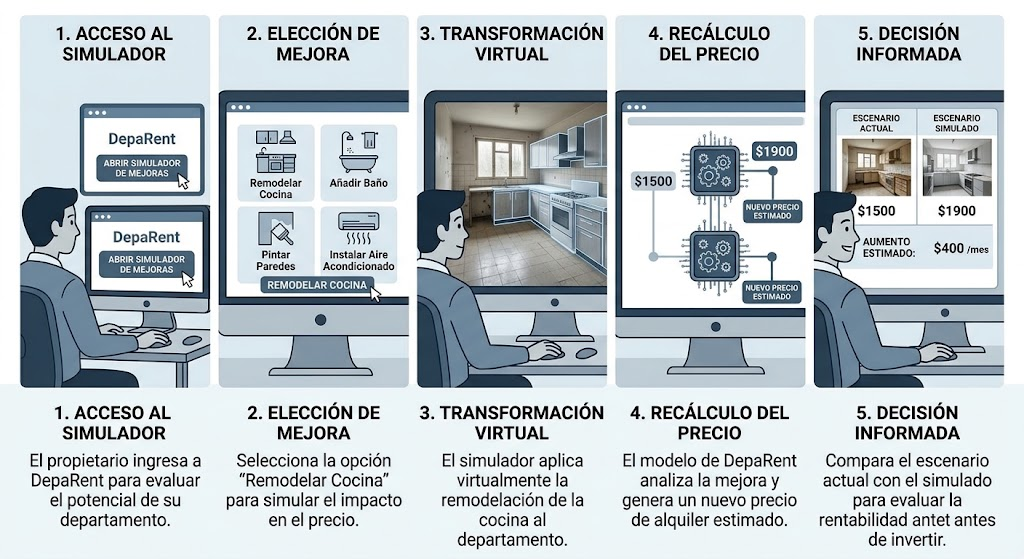 1. ACCESO AL
SIMULADOR
DepaRent
ABRIR SIMULADOR
DE MEJORAS
DepaRent
ABRIR SIMULADOR
DE MEJORAS
2. ELECCIÓN DE
MEJORA
Remodelar
Cocina
Añadir Baño
Pintar
Paredes
Instalar Aire
Acondicionado
REMODELAR COCINA
3. TRANSFORMACIÓN
VIRTUAL
4. RECÁLCULO
DEL PRECIO
$1900
$1500
NUEVO PRECIO
ESTIMADO
NUEVO PRECIO
ESTIMADO
5. DECISIÓN
INFORMADA
ESCENARIO
ACTUAL
ESCENARIO
SIMULADO
$1500
$1900
AUMENTO
ESTIMADO:
$400 /mes
1. ACCESO AL
SIMULADOR
El propietario ingresa a
DepaRent para evaluar
el potencial de su
departamento.
2. ELECCIÓN DE
MEJORA
Selecciona la opción
“Remodelar Cocina”
para simular el impacto
en el precio.
3. TRANSFORMACIÓN
VIRTUAL
El simulador aplica
virtualmente la
remodelación de la
cocina al
departamento.
4. RECÁLCULO DEL
PRECIO
El modelo de DepaRent
analiza la mejora y
genera un nuevo precio
de alquiler estimado.
5. DECISIÓN
INFORMADA
Compara el escenario
actual con el simulado
para evaluar la
rentabilidad antet antes
de invertir.